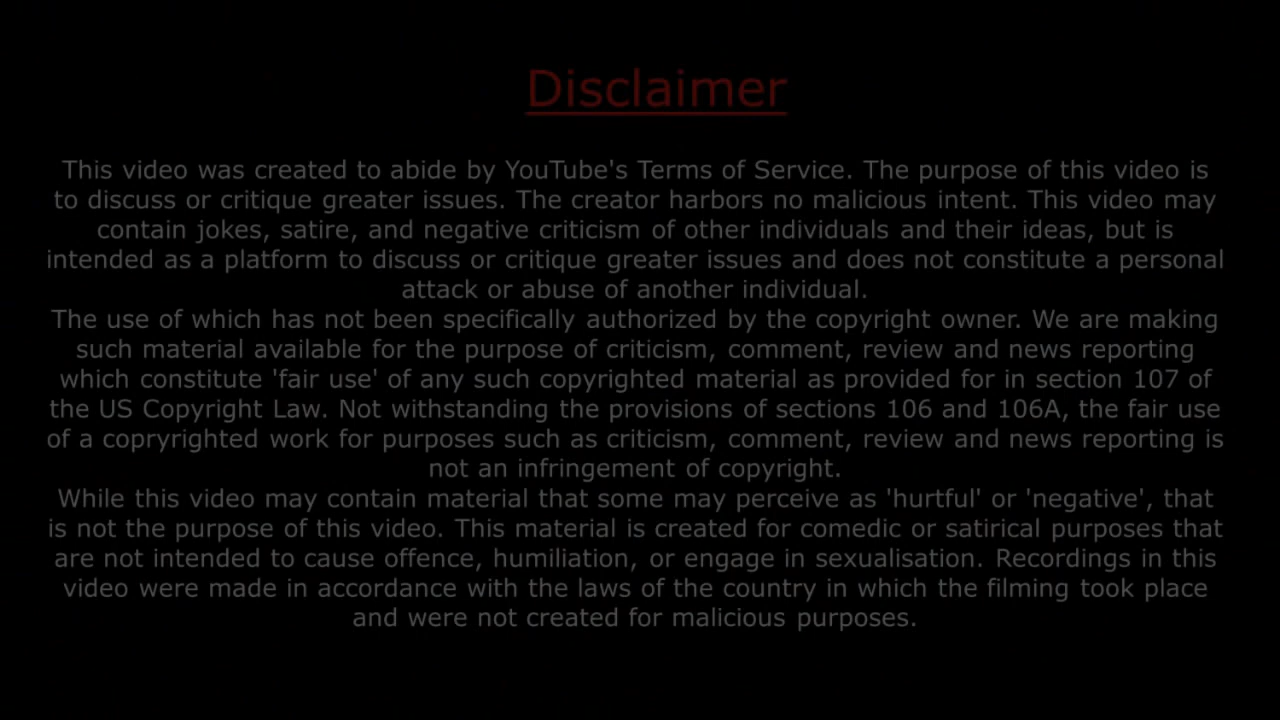 Disclaimer
This video was created to abide by YouTube's Terms of Service. The purpose of this video is
to discuss or critique greater issues. The creator harbors no malicious intent. This video may
contain jokes, satire, and negative criticism of other individuals and their ideas, but is
intended as a platform to discuss or critique greater issues and does not constitute a personal
attack or abuse of another individual.
The use of which has not been specifically authorized by the copyright owner. We are making
such material available for the purpose of criticism, comment, review and news reporting
which constitute 'fair use' of any such copyrighted material as provided for in section 107 of
the US Copyright Law. Not withstanding the provisions of sections 106 and 106A, the fair use
of a copryrighted work for purposes such as criticism, comment, review and news reporting is
not an infringement of copyright.
While this video may contain material that some may perceive as 'hurtful' or 'negative', that
is not the purpose of this video. This material is created for comedic or satirical purposes that
are not intended to cause offence, humiliation, or engage in sexualisation. Recordings in this
video were made in accordance with the laws of the country in which the filming took place
and were not created for malicious purposes.